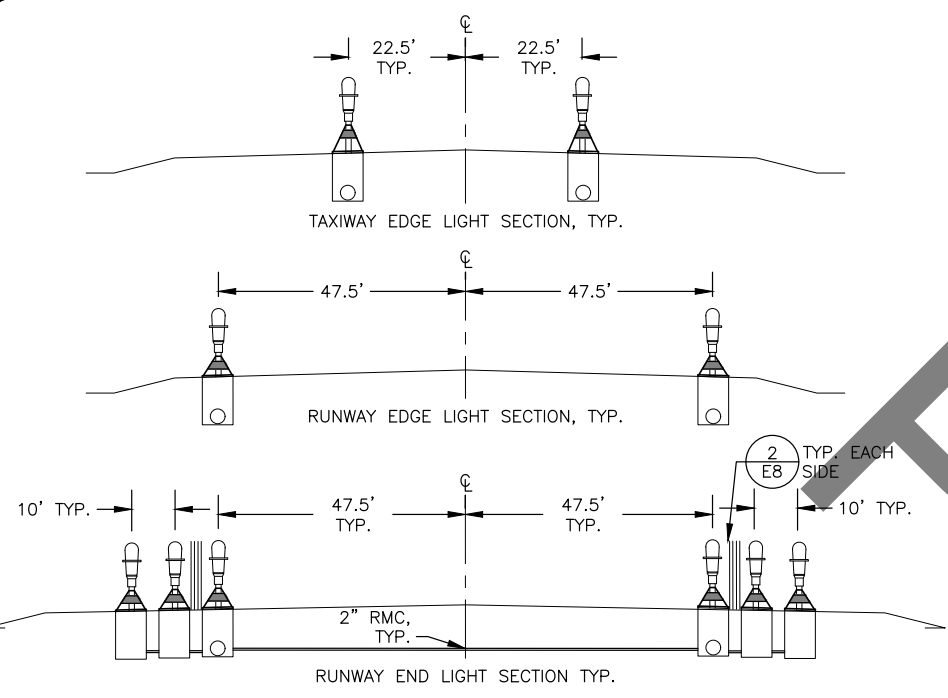 ℄
22.5' 22.5'
TYP. TYP.
TAXIWAY EDGE LIGHT SECTION, TYP.
℄
47.5' 47.5'
RUNWAY EDGE LIGHT SECTION, TYP.
2 TYP. EACH
E8 SIDE
℄
10' TYP. 47.5' 47.5' 10' TYP.
TYP. TYP.
2" RMC,
TYP.
RUNWAY END LIGHT SECTION TYP.